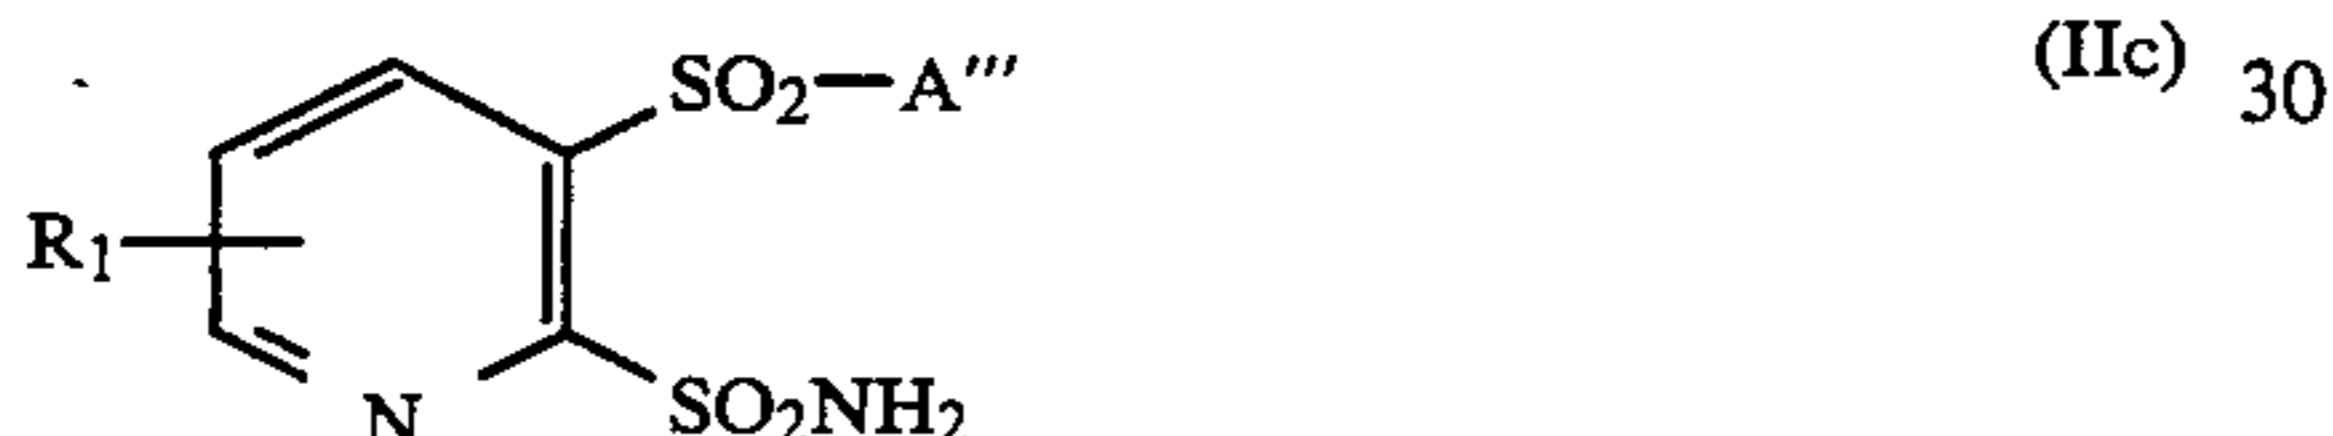 SO₂—A''' (IIc) 30
R₁
N SO₂NH₂